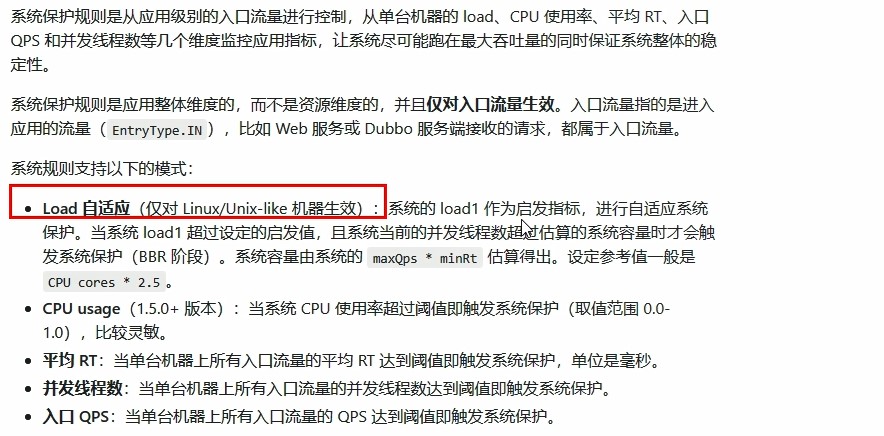 系统保护规则是从应用级别的入口流量进行控制，从单台机器的 load、CPU 使用率、平均 RT、入口
QPS 和并发线程数等几个维度监控应用指标，让系统尽可能跑在最大吞吐量的同时保证系统整体的稳
定性。
系统保护规则是应用整体维度的，而不是资源维度的，并且仅对入口流量生效。入口流量指的是进入
应用的流量（EntryType.IN），比如 Web 服务或 Dubbo 服务端接收的请求，都属于入口流量。
系统规则支持以下的模式：
• Load 自适应（仅对 Linux/Unix-like 机器生效）：系统的 load1 作为启发指标，进行自适应系统
保护。当系统 load1 超过设定的启发值，且系统当前的并发线程数超过估算的系统容量时才会触
发系统保护（BBR 阶段）。系统容量由系统的 maxQps * minRt 估算得出。设定参考值一般是
CPU cores * 2.5。
• CPU usage（1.5.0+ 版本）：当系统 CPU 使用率超过阈值即触发系统保护（取值范围 0.0-
1.0），比较灵敏。
• 平均 RT：当单台机器上所有入口流量的平均 RT 达到阈值即触发系统保护，单位是毫秒。
• 并发线程数：当单台机器上所有入口流量的并发线程数达到阈值即触发系统保护。
• 入口 QPS：当单台机器上所有入口流量的 QPS 达到阈值即触发系统保护。